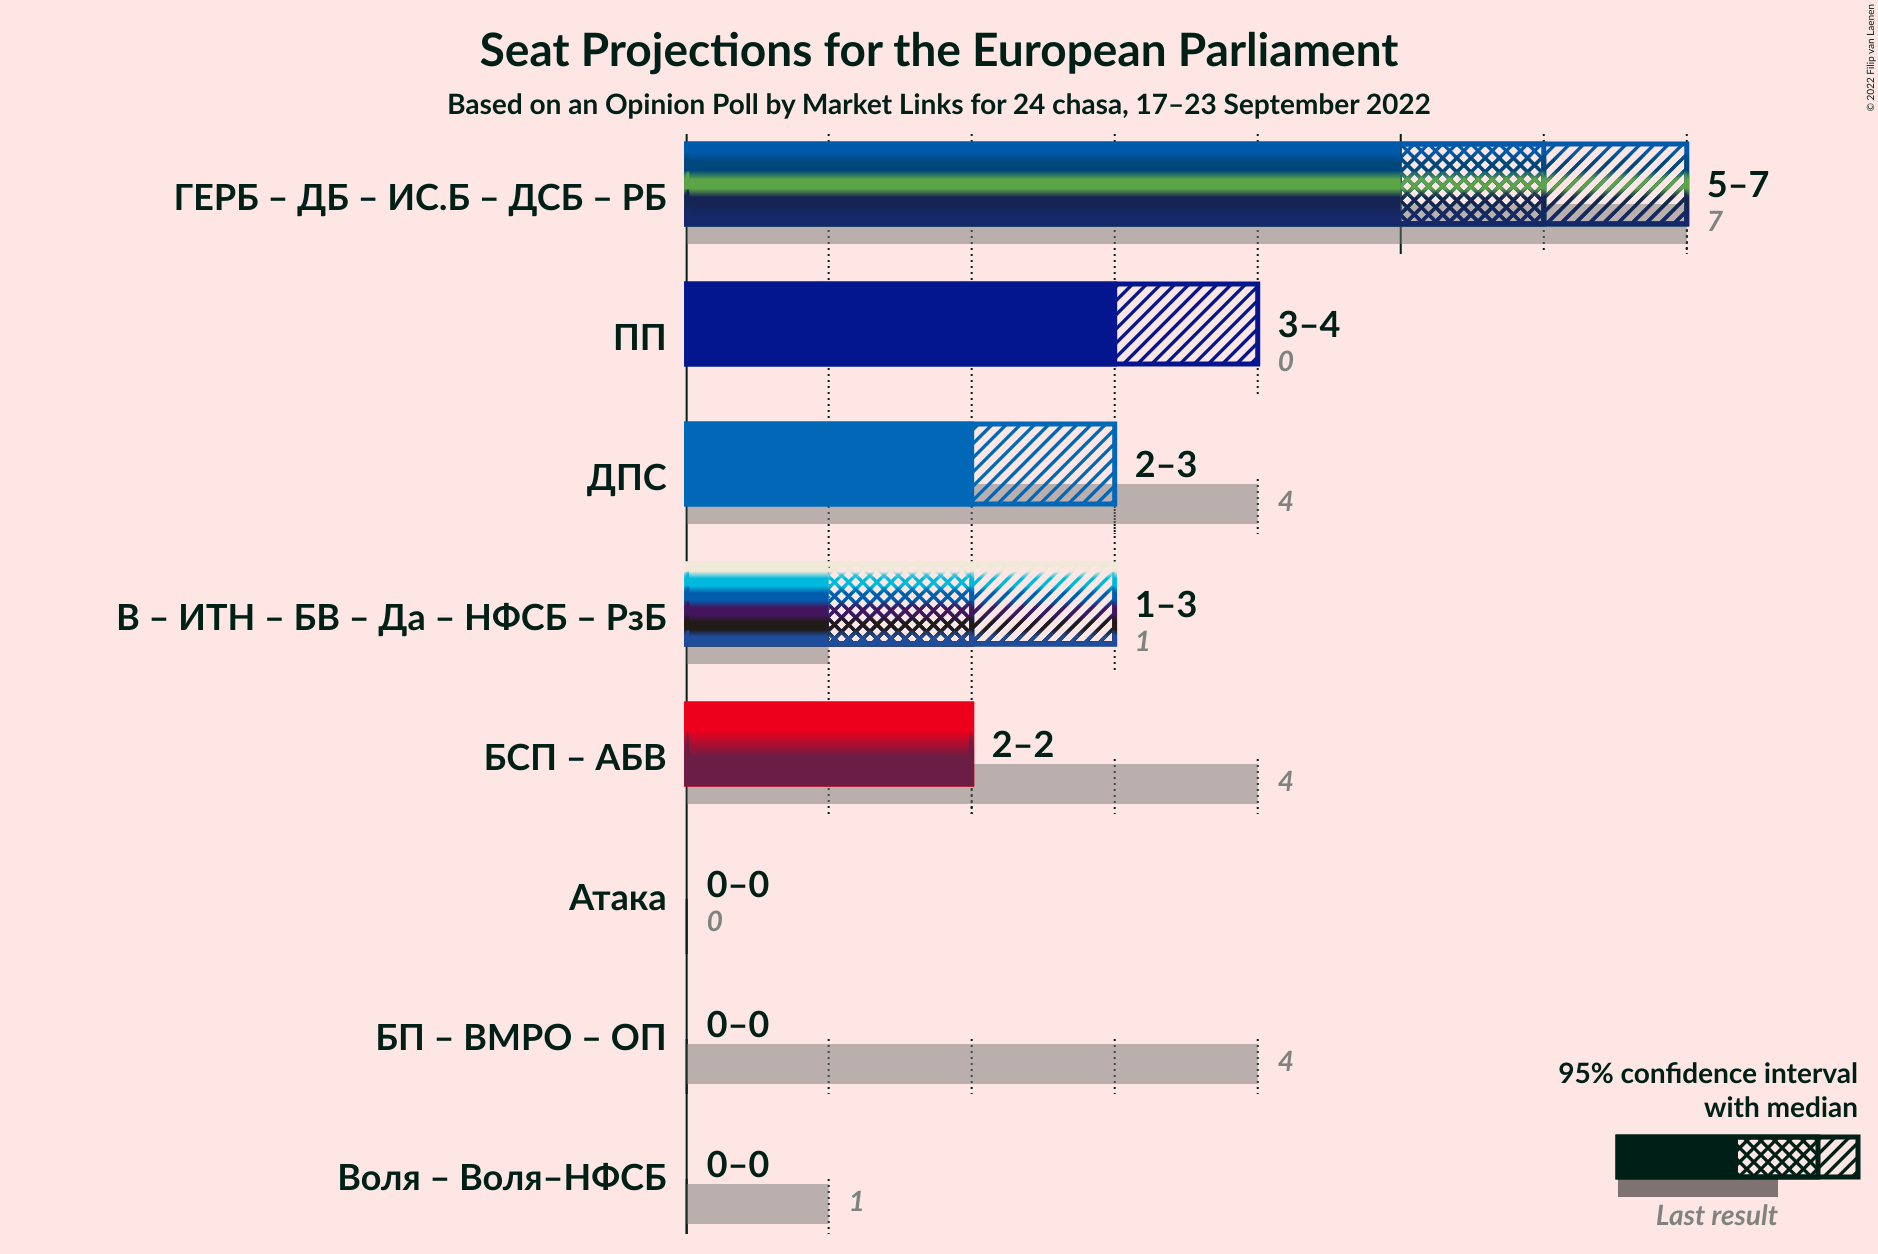 Seat Projections for the European Parliament
Based on an Opinion Poll by Market Links for 24 chasa, 17–23 September 2022
© 2022 Filip van Laenen
ГЕРБ – ДБ – ИС.Б – ДСБ – РБ
5–7
7
ПП
3–4
0
ДПС
2–3
4
В – ИТН – БВ – Да – НФСБ – РзБ
1–3
1
БСП – АБВ
2–2
4
Атака
0–0
0
БП – ВМРО – ОП
0–0
4
Воля – Воля–НФСБ
0–0
1
95% confidence interval
with median
Last result